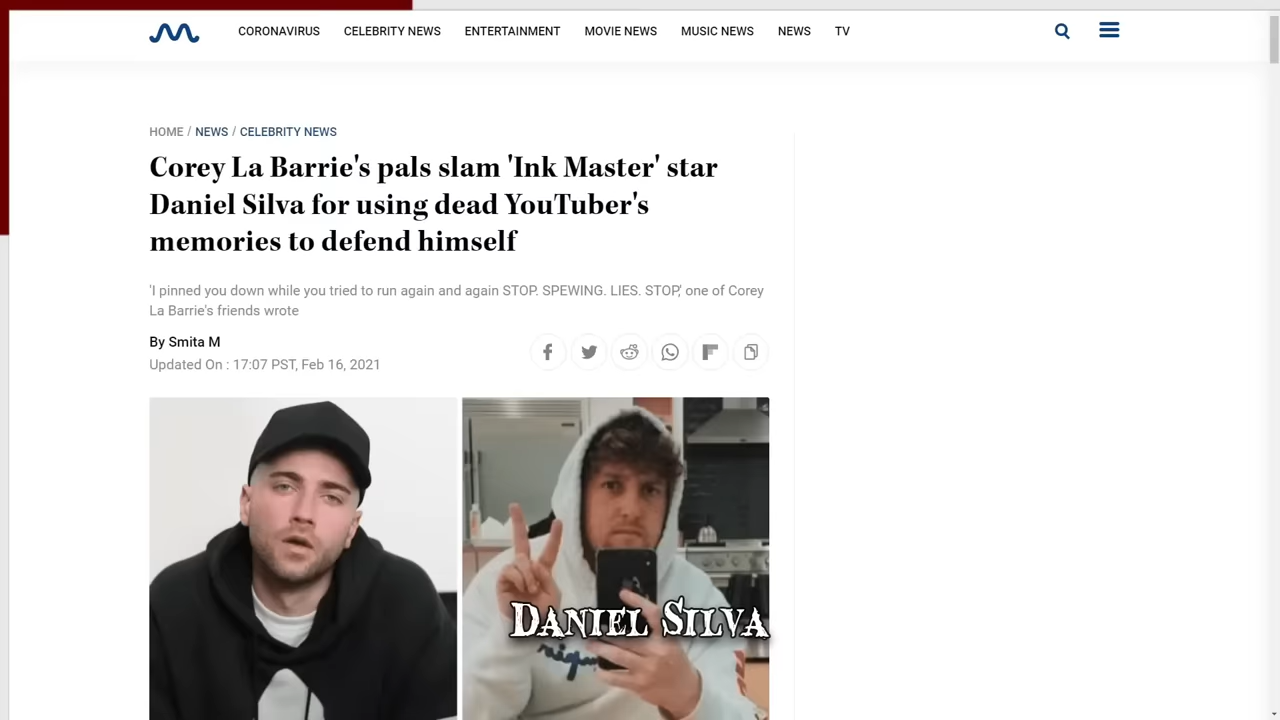 CORONAVIRUS CELEBRITY NEWS ENTERTAINMENT MOVIE NEWS MUSIC NEWS NEWS TV
HOME / NEWS / CELEBRITY NEWS
Corey La Barrie's pals slam 'Ink Master' star
Daniel Silva for using dead YouTuber's
memories to defend himself
'I pinned you down while you tried to run again and again STOP. SPEWING. LIES. STOP,' one of Corey
La Barrie's friends wrote
By Smita M
Updated On : 17:07 PST, Feb 16, 2021
DANIEL SILVA